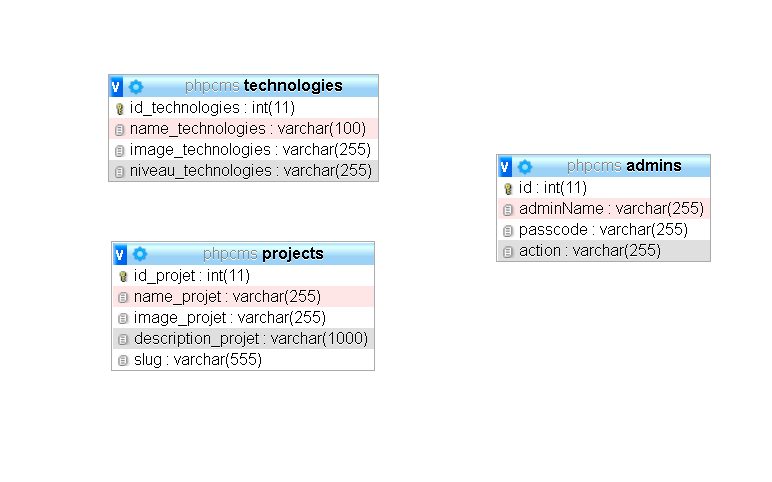 V phpcms technologies
id_technologies : int(11)
name_technologies : varchar(100)
image_technologies : varchar(255)
niveau_technologies : varchar(255)
V phpcms projects
id_projet : int(11)
name_projet : varchar(255)
image_projet : varchar(255)
description_projet : varchar(1000)
slug : varchar(555)
V phpcms admins
id : int(11)
adminName : varchar(255)
passcode : varchar(255)
action : varchar(255)